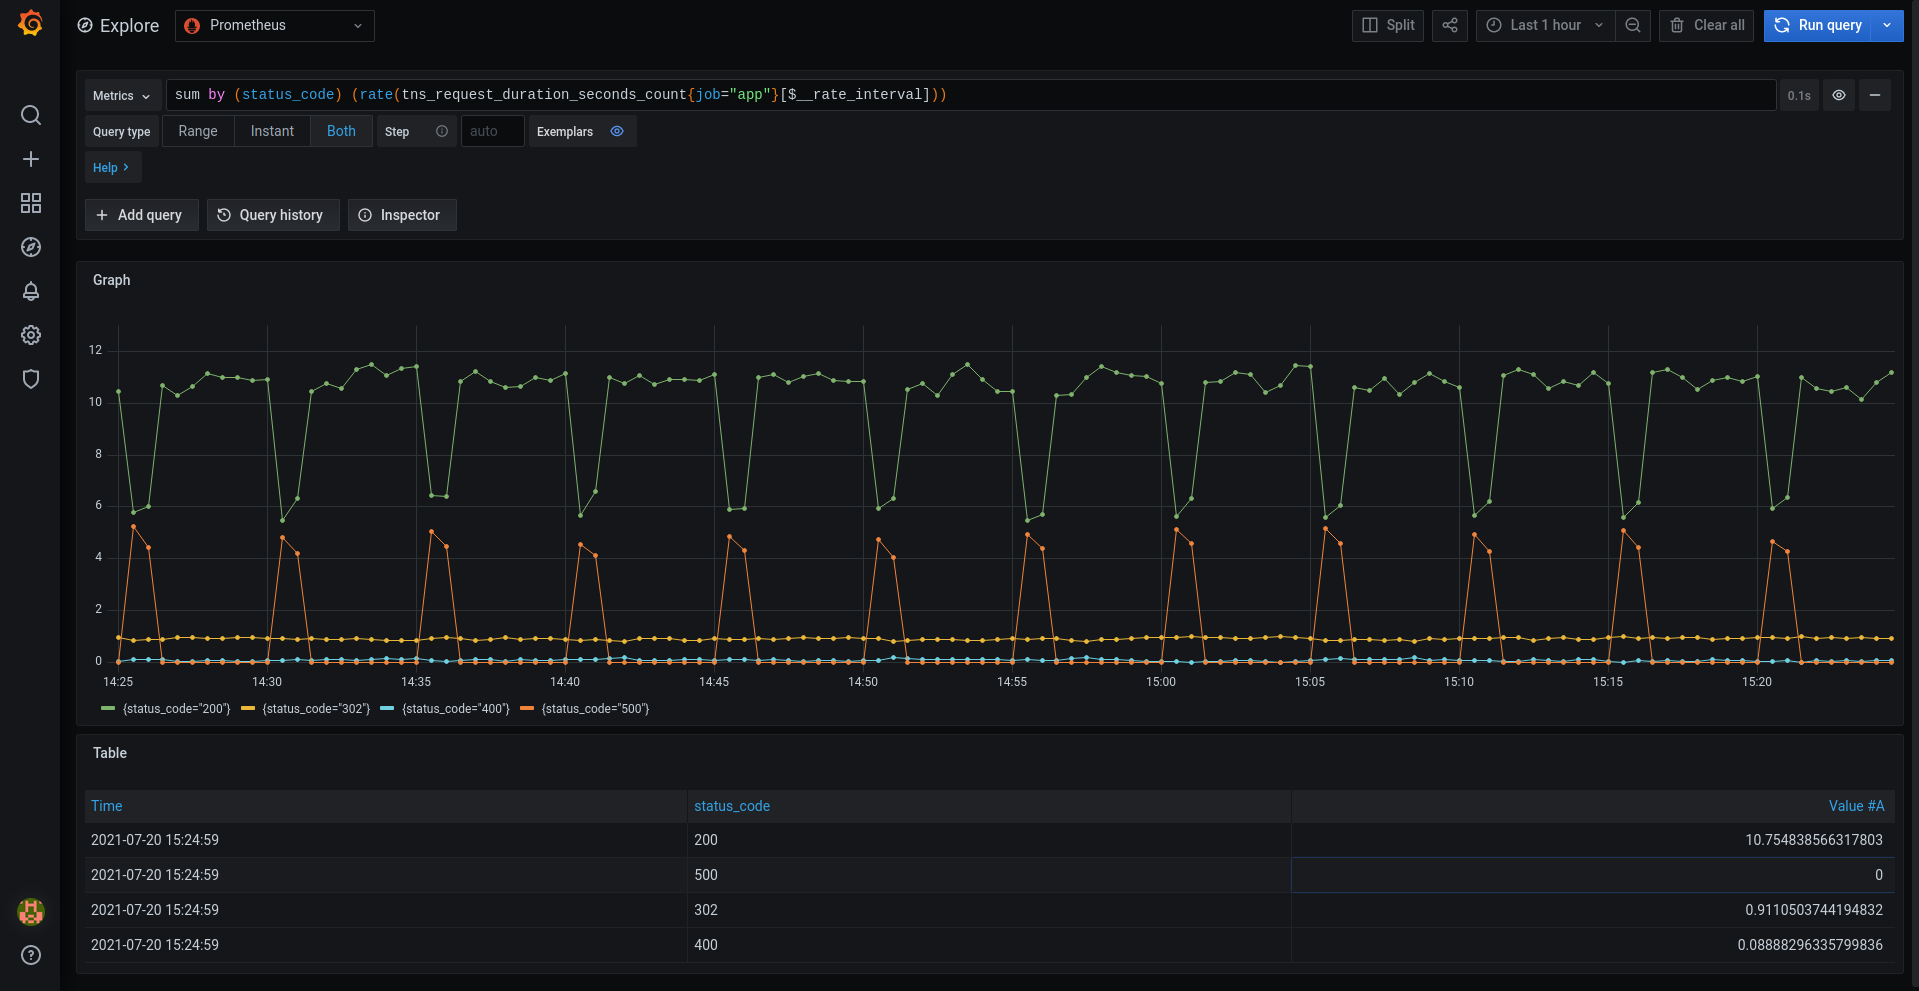 Explore Prometheus Split Last 1 hour Clear all Run query
Metrics sum by (status_code) (rate(tns_request_duration_seconds_count{job="app"}[$__rate_interval])) 0.1s
Query type Range Instant Both Step auto Exemplars
Help
Add query Query history Inspector
Graph
12
10
8
6
4
2
0
14:25 14:30 14:35 14:40 14:45 14:50 14:55 15:00 15:05 15:10 15:15 15:20
{status_code="200"} {status_code="302"} {status_code="400"} {status_code="500"}
Table
Time status_code Value #A
2021-07-20 15:24:59 200 10.754838566317803
2021-07-20 15:24:59 500 0
2021-07-20 15:24:59 302 0.9110503744194832
2021-07-20 15:24:59 400 0.08888296335799836